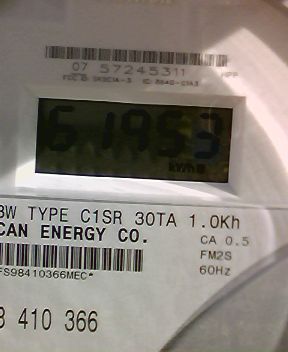 07 57245311
61953
kWh
3W TYPE C1SR 30TA 1.0Kh
CAN ENERGY CO.
CA 0.5
FM2S
60Hz
FS98410366MEC*
410 366